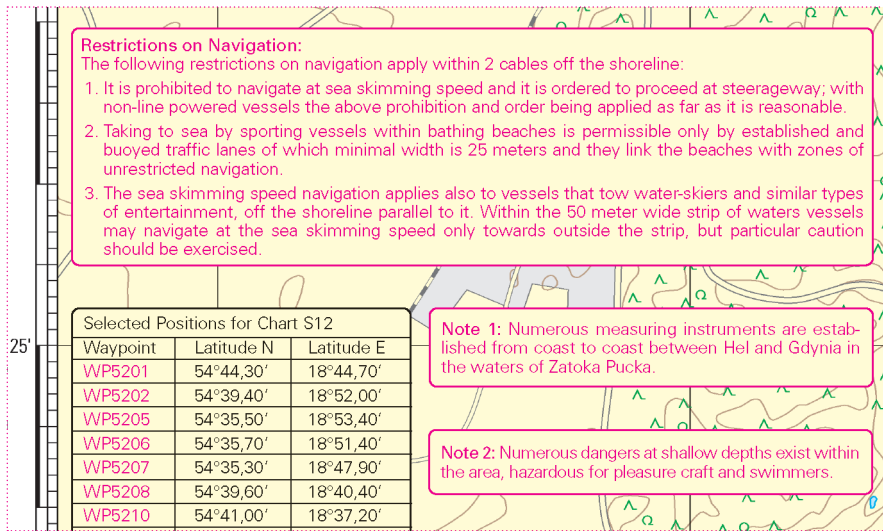 Restrictions on Navigation:
The following restrictions on navigation apply within 2 cables off the shoreline:
1. It is prohibited to navigate at sea skimming speed and it is ordered to proceed at steerageway; with
non-line powered vessels the above prohibition and order being applied as far as it is reasonable.
2. Taking to sea by sporting vessels within bathing beaches is permissible only by established and
buoyed traffic lanes of which minimal width is 25 meters and they link the beaches with zones of
unrestricted navigation.
3. The sea skimming speed navigation applies also to vessels that tow water-skiers and similar types
of entertainment, off the shoreline parallel to it. Within the 50 meter wide strip of waters vessels
may navigate at the sea skimming speed only towards outside the strip, but particular caution
should be exercised.
25'
Selected Positions for Chart S12
Waypoint Latitude N Latitude E
WP5201 54°44,30' 18°44,70'
WP5202 54°39,40' 18°52,00'
WP5205 54°35,50' 18°53,40'
WP5206 54°35,70' 18°51,40'
WP5207 54°35,30' 18°47,90'
WP5208 54°39,60' 18°40,40'
WP5210 54°41,00' 18°37,20'
Note 1: Numerous measuring instruments are estab-
lished from coast to coast between Hel and Gdynia in
the waters of Zatoka Pucka.
Note 2: Numerous dangers at shallow depths exist within
the area, hazardous for pleasure craft and swimmers.